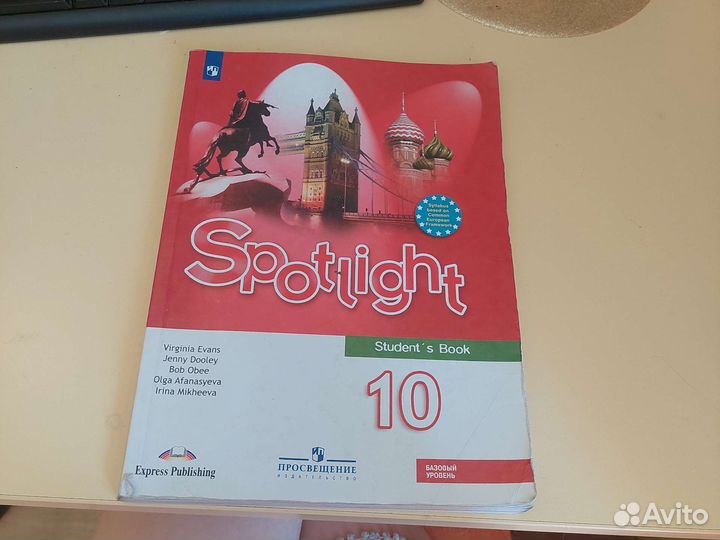 Syllabus
based on
Common
European
Framework
Spotlight
Student's Book
Virginia Evans
Jenny Dooley
Bob Obee
Olga Afanasyeva
Irina Mikheeva
10
Express Publishing
ПРОСВЕЩЕНИЕ
ИЗДАТЕЛЬСТВО
БАЗОВЫЙ
УРОВЕНЬ
Avito